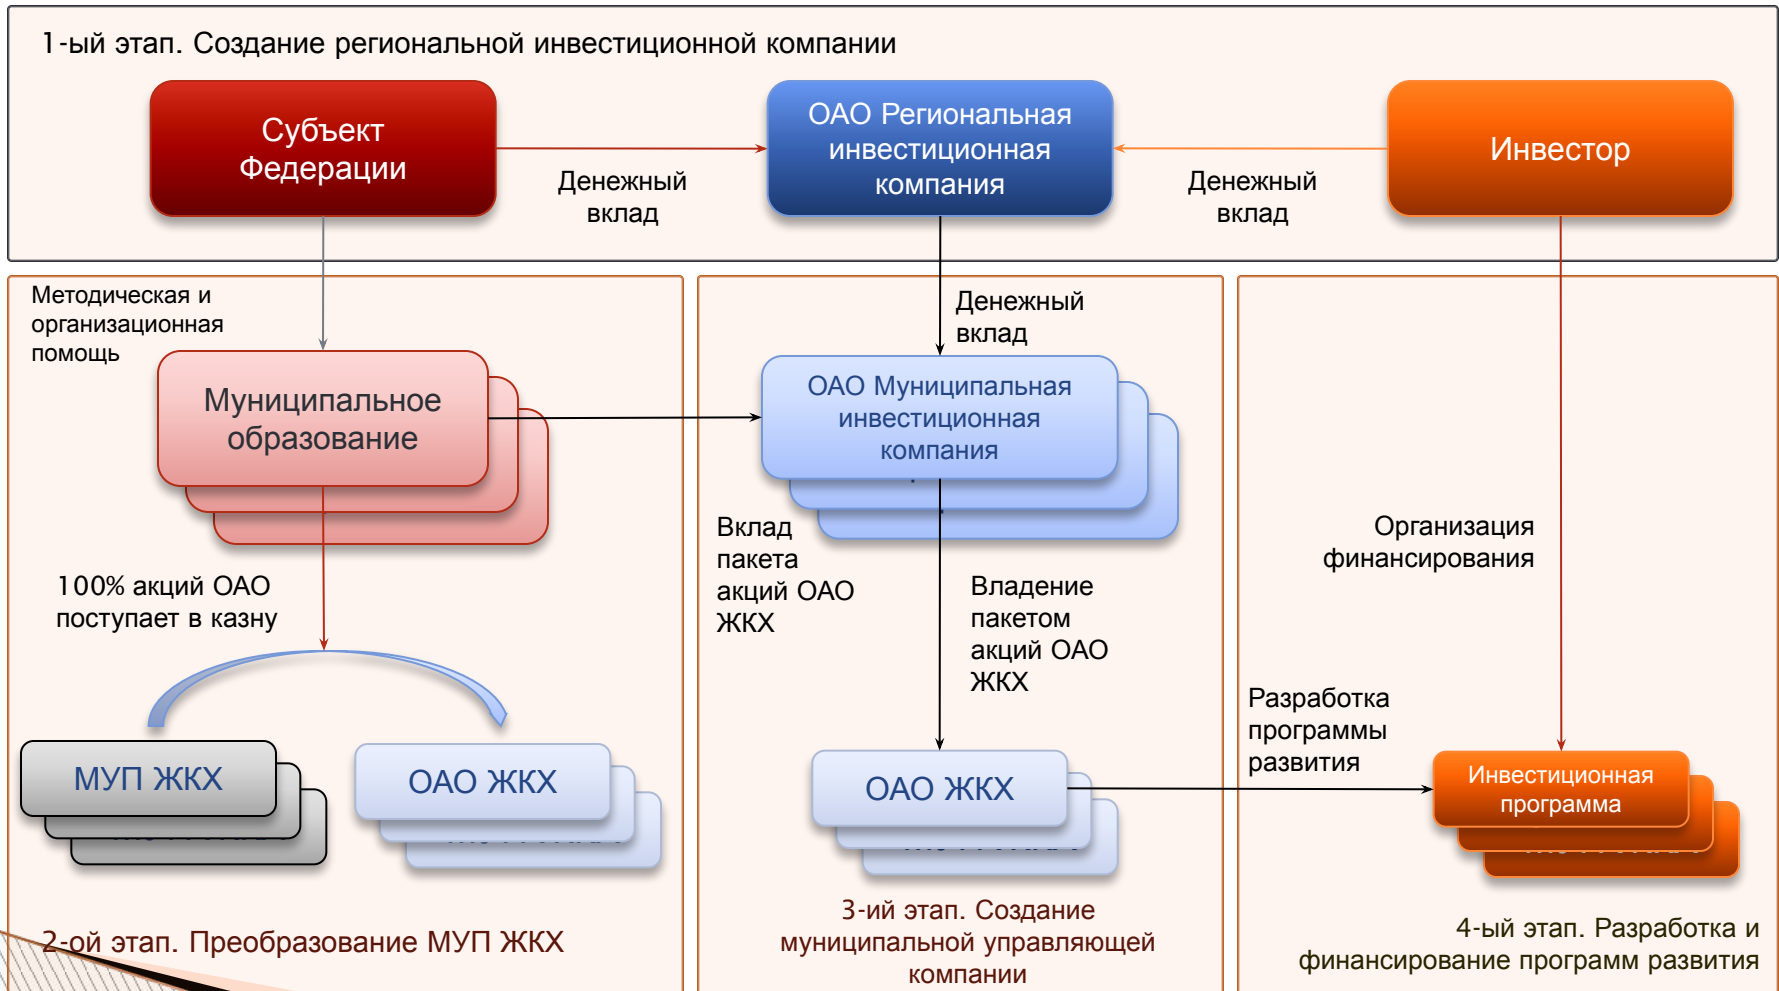 1-ый этап. Создание региональной инвестиционной компании
Субъект
Федерации
ОАО Региональная
инвестиционная
компания
Инвестор
Денежный
вклад
Денежный
вклад
Методическая и
организационная
помощь
Денежный
вклад
Муниципальное
образование
ОАО Муниципальная
инвестиционная
компания
Вклад
пакета
акций ОАО
ЖКХ
Организация
финансирования
100% акций ОАО
поступает в казну
Владение
пакетом
акций ОАО
ЖКХ
Разработка
программы
развития
МУП ЖКХ
ОАО ЖКХ
ОАО ЖКХ
Инвестиционная
программа
2-ой этап. Преобразование МУП ЖКХ
3-ий этап. Создание
муниципальной управляющей
компании
4-ый этап. Разработка и
финансирование программ развития